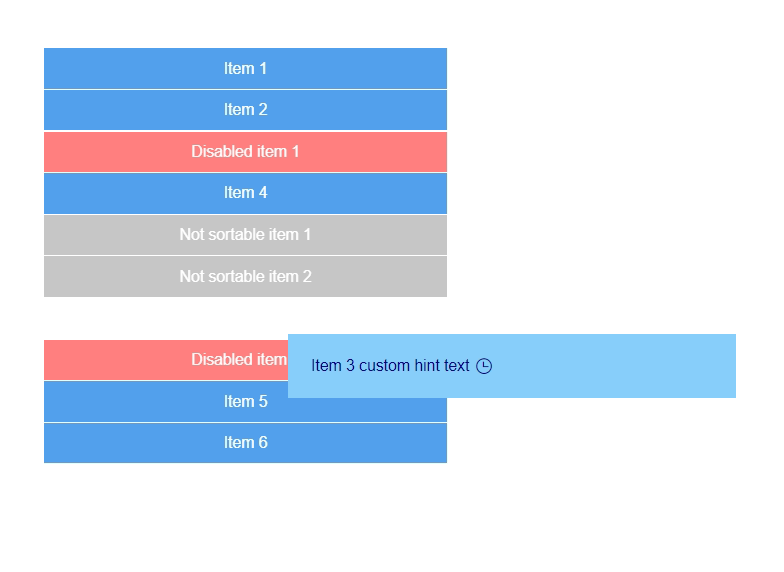 Item 1
Item 2
Disabled item 1
Item 4
Not sortable item 1
Not sortable item 2
Disabled item
Item 3 custom hint text
Item 5
Item 6